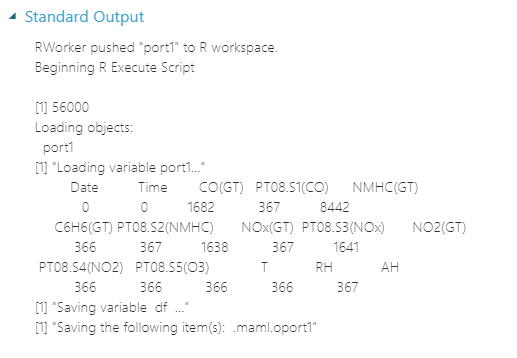 Standard Output
RWorker pushed "port1" to R workspace.
Beginning R Execute Script
[1] 56000
Loading objects:
port1
[1] "Loading variable port1..."
Date Time CO(GT) PT08.S1(CO) NMHC(GT)
0 0 1682 367 8442
C6H6(GT) PT08.S2(NMHC) NOx(GT) PT08.S3(NOx) NO2(GT)
366 367 1638 367 1641
PT08.S4(NO2) PT08.S5(O3) T RH AH
366 366 366 366 367
[1] "Saving variable df ..."
[1] "Saving the following item(s): .maml.oport1"